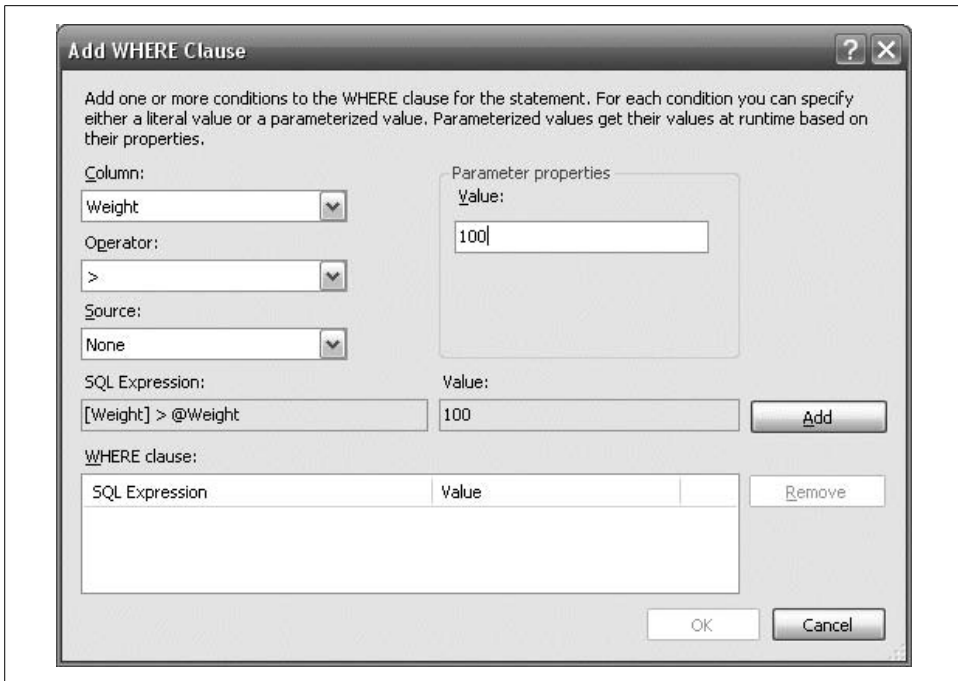 Add WHERE Clause
Add one or more conditions to the WHERE clause for the statement. For each condition you can specify
either a literal value or a parameterized value. Parameterized values get their values at runtime based on
their properties.
Column:
Weight
Operator:
>
Source:
None
Parameter properties
Value:
100
SQL Expression:
[Weight] > @Weight
Value:
100
Add
WHERE clause:
SQL Expression Value
Remove
OK Cancel